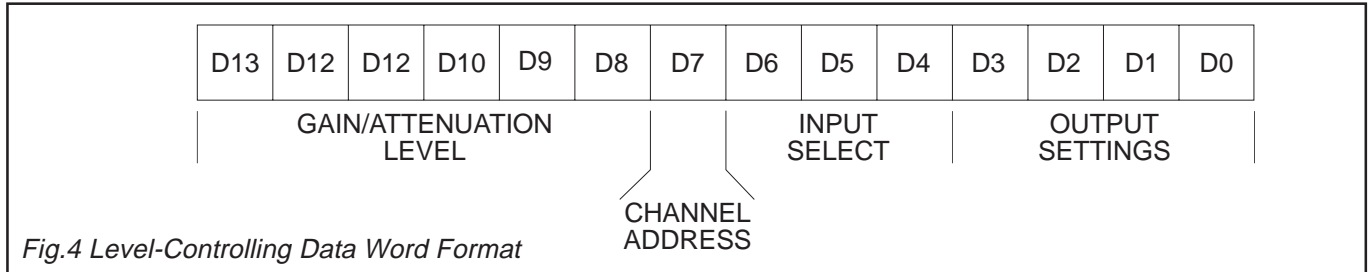 D13 D12 D12 D10 D9 D8 D7 D6 D5 D4 D3 D2 D1 D0
GAIN/ATTENUATION
LEVEL
INPUT
SELECT
OUTPUT
SETTINGS
CHANNEL
ADDRESS
Fig.4 Level-Controlling Data Word Format